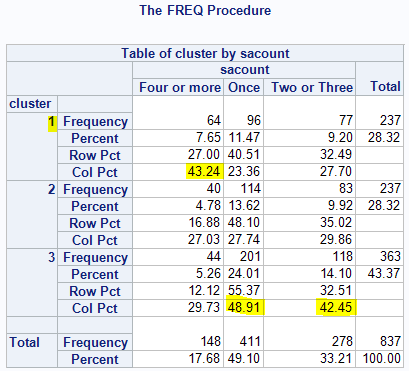 The FREQ Procedure
Table of cluster by sacount
sacount
Four or more Once Two or Three Total
cluster
1 Frequency 64 96 77 237
Percent 7.65 11.47 9.20 28.32
Row Pct 27.00 40.51 32.49
Col Pct 43.24 23.36 27.70
2 Frequency 40 114 83 237
Percent 4.78 13.62 9.92 28.32
Row Pct 16.88 48.10 35.02
Col Pct 27.03 27.74 29.86
3 Frequency 44 201 118 363
Percent 5.26 24.01 14.10 43.37
Row Pct 12.12 55.37 32.51
Col Pct 29.73 48.91 42.45
Total Frequency 148 411 278 837
Percent 17.68 49.10 33.21 100.00